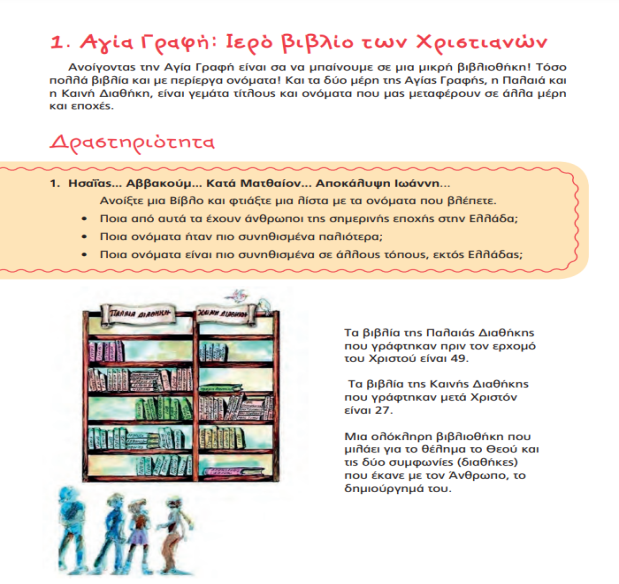 1. Αγία Γραφή: Ιερό βιβλίο των Χριστιανών
Ανοίγοντας την Αγία Γραφή είναι σα να μπαίνουμε σε μια μικρή βιβλιοθήκη! Τόσο
πολλά βιβλία και με περίεργα ονόματα! Και τα δύο μέρη της Αγίας Γραφής, η Παλαιά και
η Καινή Διαθήκη, είναι γεμάτα τίτλους και ονόματα που μας μεταφέρουν σε άλλα μέρη
και εποχές.
Δραστηριότητα
1. Ησαΐας... Αββακούμ... Κατά Ματθαίον... Αποκάλυψη Ιωάννη...
Ανοίξτε μια Βίβλο και φτιάξτε μια λίστα με τα ονόματα που βλέπετε.
• Ποια από αυτά τα έχουν άνθρωποι της σημερινής εποχής στην Ελλάδα;
• Ποια ονόματα ήταν πιο συνηθισμένα παλιότερα;
• Ποια ονόματα είναι πιο συνηθισμένα σε άλλους τόπους, εκτός Ελλάδας;
ΠΑΛΑΙΑ ΔΙΑΘΗΚΗ
ΚΑΙΝΗ ΔΙΑΘΗΚΗ
Τα βιβλία της Παλαιάς Διαθήκης
που γράφτηκαν πριν τον ερχομό
του Χριστού είναι 49.
Τα βιβλία της Καινής Διαθήκης
που γράφτηκαν μετά Χριστόν
είναι 27.
Μια ολόκληρη βιβλιοθήκη που
μιλάει για το θέλημα το Θεού και
τις δύο συμφωνίες (διαθήκες)
που έκανε με τον Άνθρωπο, το
δημιούργημά του.